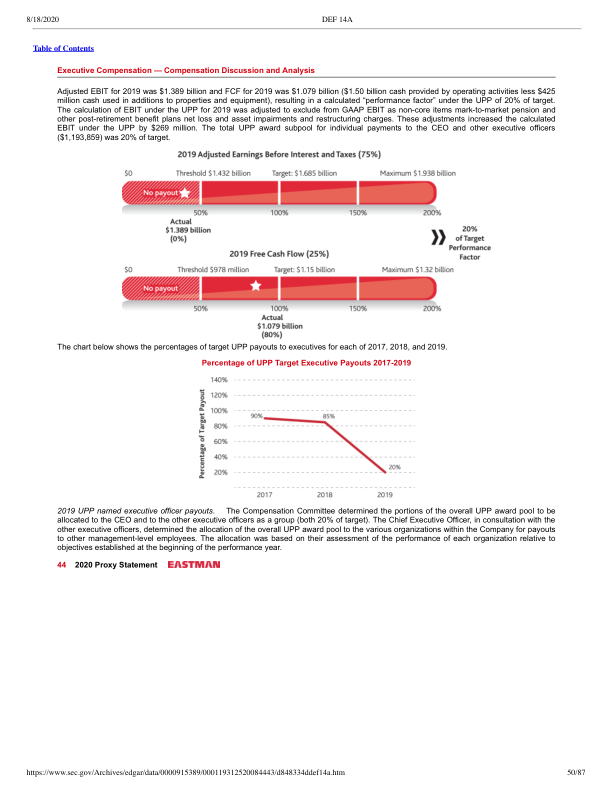 8/18/2020 DEF 14A
Table of Contents
Executive Compensation — Compensation Discussion and Analysis
Adjusted EBIT for 2019 was $1.389 billion and FCF for 2019 was $1.079 billion ($1.50 billion cash provided by operating activities less $425
million cash used in additions to properties and equipment), resulting in a calculated "performance factor" under the UPP of 20% of target.
The calculation of EBIT under the UPP for 2019 was adjusted to exclude from GAAP EBIT as non-core items mark-to-market pension and
other post-retirement benefit plans net loss and asset impairments and restructuring charges. These adjustments increased the calculated
EBIT under the UPP by $269 million. The total UPP award subpool for individual payments to the CEO and other executive officers
($1,193,859) was 20% of target.
2019 Adjusted Earnings Before Interest and Taxes (75%)
$0 Threshold $1.432 billion Target: $1.685 billion Maximum $1.938 billion
No payout
50% 100% 150% 200%
Actual
$1.389 billion
(0%)
20%
of Target
Performance
Factor
2019 Free Cash Flow (25%)
$0 Threshold $978 million Target: $1.15 billion Maximum $1.32 billion
No payout
50% 100% 150% 200%
Actual
$1.079 billion
(80%)
The chart below shows the percentages of target UPP payouts to executives for each of 2017, 2018, and 2019.
Percentage of UPP Target Executive Payouts 2017-2019
Percentage of Target Payout
140%
120%
100%
80%
60%
40%
20%
90%
85%
20%
2017 2018 2019
2019 UPP named executive officer payouts. The Compensation Committee determined the portions of the overall UPP award pool to be
allocated to the CEO and to the other executive officers as a group (both 20% of target). The Chief Executive Officer, in consultation with the
other executive officers, determined the allocation of the overall UPP award pool to the various organizations within the Company for payouts
to other management-level employees. The allocation was based on their assessment of the performance of each organization relative to
objectives established at the beginning of the performance year.
44 2020 Proxy Statement EASTMAN
https://www.sec.gov/Archives/edgar/data/0000915389/000119312520084443/d848334ddef14a.htm 50/87